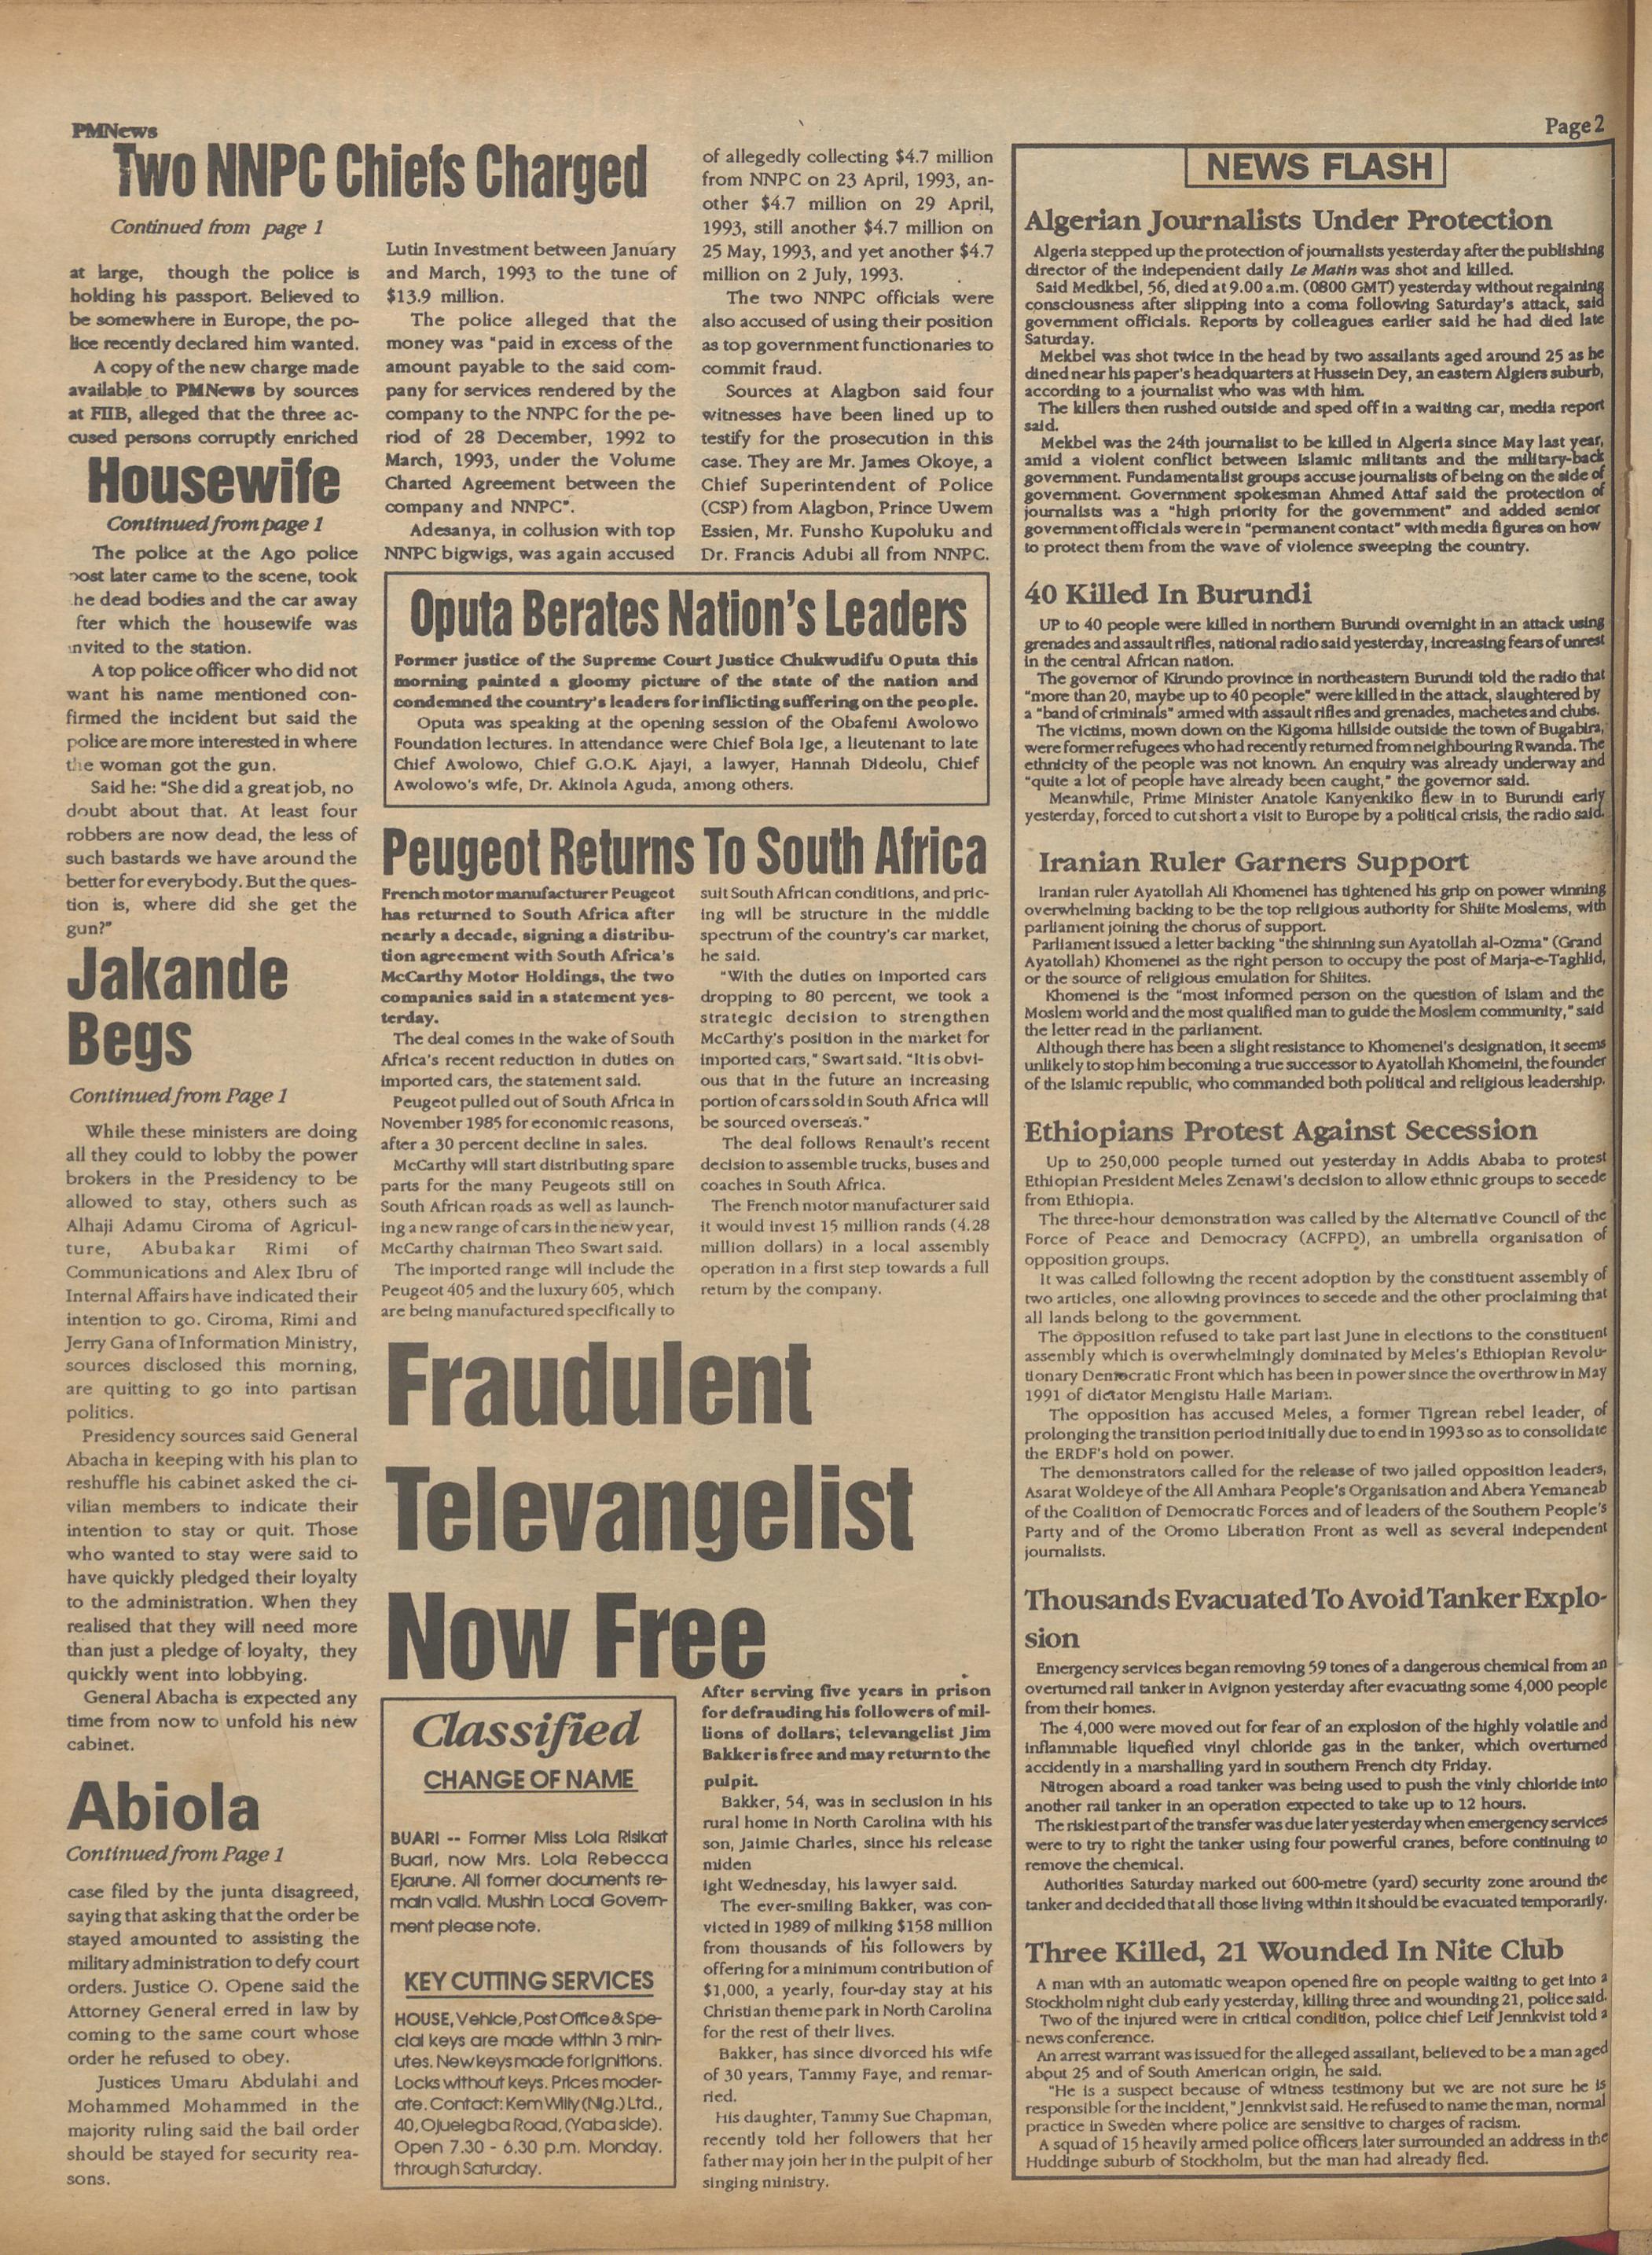 PMNews
Page 2
Two NNPC Chiefs Charged
Continued from page 1
at large, though the police is
holding his passport. Believed to
be somewhere in Europe, the po-
lice recently declared him wanted.
A copy of the new charge made
available to PMNews by sources
at FIIB, alleged that the three ac-
cused persons corruptly enriched
Lutin Investment between January
and March, 1993 to the tune of
$13.9 million.
The police alleged that the
money was "paid in excess of the
amount payable to the said com-
pany for services rendered by the
company to the NNPC for the pe-
riod of 28 December, 1992 to
March, 1993, under the Volume
Charted Agreement between the
company and NNPC".
Adesanya, in collusion with top
NNPC bigwigs, was again accused
of allegedly collecting $4.7 million
from NNPC on 23 April, 1993, an-
other $4.7 million on 29 April,
1993, still another $4.7 million on
25 May, 1993, and yet another $4.7
million on 2 July, 1993.
The two NNPC officials were
also accused of using their position
as top government functionaries to
commit fraud.
Sources at Alagbon said four
witnesses have been lined up to
testify for the prosecution in this
case. They are Mr. James Okoye, a
Chief Superintendent of Police
(CSP) from Alagbon, Prince Uwem
Essien, Mr. Funsho Kupoluku and
Dr. Francis Adubi all from NNPC.
Housewife
Continued from page 1
The police at the Ago police
post later came to the scene, took
he dead bodies and the car away
fter which the housewife was
nvited to the station.
A top police officer who did not
want his name mentioned con-
firmed the incident but said the
police are more interested in where
the woman got the gun.
Said he: "She did a great job, no
doubt about that. At least four
robbers are now dead, the less of
such bastards we have around the
better for everybody. But the ques-
tion is, where did she get the
gun?"
Jakande
Begs
Continued from Page 1
While these ministers are doing
all they could to lobby the power
brokers in the Presidency to be
allowed to stay, others such as
Alhaji Adamu Ciroma of Agricul-
ture, Abubakar Rimi of
Communications and Alex Ibru of
Internal Affairs have indicated their
intention to go. Ciroma, Rimi and
Jerry Gana of Information Ministry,
sources disclosed this morning,
are quitting to go into partisan
politics.
Presidency sources said General
Abacha in keeping with his plan to
reshuffle his cabinet asked the ci-
vilian members to indicate their
intention to stay or quit. Those
who wanted to stay were said to
have quickly pledged their loyalty
to the administration. When they
realised that they will need more
than just a pledge of loyalty, they
quickly went into lobbying.
General Abacha is expected any
time from now to unfold his new
cabinet.
Abiola
Continued from Page 1
case filed by the junta disagreed,
saying that asking that the order be
stayed amounted to assisting the
military administration to defy court
orders. Justice O. Opene said the
Attorney General erred in law by
coming to the same court whose
order he refused to obey.
Justices Umaru Abdulahi and
Mohammed Mohammed in the
majority ruling said the bail order
should be stayed for security rea-
sons.
Oputa Berates Nation's Leaders
Former justice of the Supreme Court Justice Chukwudifu Oputa this
morning painted a gloomy picture of the state of the nation and
condemned the country's leaders for inflicting suffering on the people.
Oputa was speaking at the opening session of the Obafemi Awolowo
Foundation lectures. In attendance were Chief Bola Ige, a lieutenant to late
Chief Awolowo, Chief G.O.K. Ajayi, a lawyer, Hannah Dideolu, Chief
Awolowo's wife, Dr. Akinola Aguda, among others.
Peugeot Returns To South Africa
French motor manufacturer Peugeot
has returned to South Africa after
nearly a decade, signing a distribu-
tion agreement with South Africa's
McCarthy Motor Holdings, the two
companies said in a statement yes-
terday.
The deal comes in the wake of South
Africa's recent reduction in duties on
imported cars, the statement said.
Peugeot pulled out of South Africa in
November 1985 for economic reasons,
after a 30 percent decline in sales.
McCarthy will start distributing spare
parts for the many Peugeots still on
South African roads as well as launch-
ing a new range of cars in the new year,
McCarthy chairman Theo Swart said.
The imported range will include the
Peugeot 405 and the luxury 605, which
are being manufactured specifically to
suit South African conditions, and pric-
ing will be structure in the middle
spectrum of the country's car market,
he said.
"With the duties on imported cars
dropping to 80 percent, we took a
strategic decision to strengthen
McCarthy's position in the market for
imported cars," Swart said. "It is obvi-
ous that in the future an increasing
portion of cars sold in South Africa will
be sourced overseas."
The deal follows Renault's recent
decision to assemble trucks, buses and
coaches in South Africa.
The French motor manufacturer said
it would invest 15 million rands (4.28
million dollars) in a local assembly
operation in a first step towards a full
return by the company.
Fraudulent
Televangelist
Now Free
After serving five years in prison
for defrauding his followers of mil-
lions of dollars, televangelist Jim
Bakker is free and may return to the
pulpit.
Bakker, 54, was in seclusion in his
rural home in North Carolina with his
son, Jaimie Charles, since his release
miden
ight Wednesday, his lawyer said.
The ever-smiling Bakker, was con-
victed in 1989 of milking $158 million
from thousands of his followers by
offering for a minimum contribution of
$1,000, a yearly, four-day stay at his
Christian theme park in North Carolina
for the rest of their lives.
Bakker, has since divorced his wife
of 30 years, Tammy Faye, and remar-
ried.
His daughter, Tammy Sue Chapman,
recently told her followers that her
father may join her in the pulpit of her
singing ministry.
Classified
CHANGE OF NAME
BUARI -- Former Miss Lola Risikat
Buari, now Mrs. Lola Rebecca
Ejarune. All former documents re-
main valid. Mushin Local Govern-
ment please note.
KEY CUTTING SERVICES
HOUSE, Vehicle, Post Office & Spe-
cial keys are made within 3 min-
utes. New keys made for ignitions.
Locks without keys. Prices moder-
ate. Contact: Kem Willy (Nig.) Ltd.,
40, Ojuelegba Road, (Yaba side).
Open 7.30 - 6.30 p.m. Monday.
through Saturday.
NEWS FLASH
Algerian Journalists Under Protection
Algeria stepped up the protection of journalists yesterday after the publishing
director of the independent daily Le Matin was shot and killed.
Said Medkbel, 56, died at 9.00 a.m. (0800 GMT) yesterday without regaining
consciousness after slipping into a coma following Saturday's attack, said
government officials. Reports by colleagues earlier said he had died late
Saturday.
Mekbel was shot twice in the head by two assailants aged around 25 as he
dined near his paper's headquarters at Hussein Dey, an eastern Algiers suburb,
according to a journalist who was with him.
The killers then rushed outside and sped off in a waiting car, media report
said.
Mekbel was the 24th journalist to be killed in Algeria since May last year,
amid a violent conflict between Islamic militants and the military-back
government. Fundamentalist groups accuse journalists of being on the side of
government. Government spokesman Ahmed Attaf said the protection of
journalists was a "high priority for the government" and added senior
government officials were in "permanent contact" with media figures on how
to protect them from the wave of violence sweeping the country.
40 Killed In Burundi
UP to 40 people were killed in northern Burundi overnight in an attack using
grenades and assault rifles, national radio said yesterday, increasing fears of unrest
in the central African nation.
The governor of Kirundo province in northeastern Burundi told the radio that
"more than 20, maybe up to 40 people" were killed in the attack, slaughtered by
a "band of criminals" armed with assault rifles and grenades, machetes and clubs.
The victims, mown down on the Kigoma hillside outside the town of Bugabira,
were former refugees who had recently returned from neighbouring Rwanda. The
ethnicity of the people was not known. An enquiry was already underway and
"quite a lot of people have already been caught," the governor said.
Meanwhile, Prime Minister Anatole Kanyenkiko flew in to Burundi early
yesterday, forced to cut short a visit to Europe by a political crisis, the radio said.
Iranian Ruler Garners Support
Iranian ruler Ayatollah Ali Khomenei has tightened his grip on power winning
overwhelming backing to be the top religious authority for Shiite Moslems, with
parliament joining the chorus of support.
Parliament issued a letter backing "the shinning sun Ayatollah al-Ozma" (Grand
Ayatollah) Khomenei as the right person to occupy the post of Marja-e-Taghlid,
or the source of religious emulation for Shiites.
Khomenei is the "most informed person on the question of Islam and the
Moslem world and the most qualified man to guide the Moslem community," said
the letter read in the parliament.
Although there has been a slight resistance to Khomenei's designation, it seems
unlikely to stop him becoming a true successor to Ayatollah Khomeini, the founder
of the Islamic republic, who commanded both political and religious leadership.
Ethiopians Protest Against Secession
Up to 250,000 people turned out yesterday in Addis Ababa to protest
Ethiopian President Meles Zenawi's decision to allow ethnic groups to secede
from Ethiopia.
The three-hour demonstration was called by the Alternative Council of the
Force of Peace and Democracy (ACFPD), an umbrella organisation of
opposition groups.
It was called following the recent adoption by the constituent assembly of
two articles, one allowing provinces to secede and the other proclaiming that
all lands belong to the government.
The opposition refused to take part last June in elections to the constituent
assembly which is overwhelmingly dominated by Meles's Ethiopian Revolu-
tionary Democratic Front which has been in power since the overthrow in May
1991 of dictator Mengistu Haile Mariam.
The opposition has accused Meles, a former Tigrean rebel leader, of
prolonging the transition period initially due to end in 1993 so as to consolidate
the ERDF's hold on power.
The demonstrators called for the release of two jailed opposition leaders,
Asarat Woldeye of the All Amhara People's Organisation and Abera Yemaneab
of the Coalition of Democratic Forces and of leaders of the Southern People's
Party and of the Oromo Liberation Front as well as several independent
journalists.
Thousands Evacuated To Avoid Tanker Explo-
sion
Emergency services began removing 59 tones of a dangerous chemical from an
overturned rail tanker in Avignon yesterday after evacuating some 4,000 people
from their homes.
The 4,000 were moved out for fear of an explosion of the highly volatile and
inflammable liquefied vinyl chloride gas in the tanker, which overturned
accidently in a marshalling yard in southern French city Friday.
Nitrogen aboard a road tanker was being used to push the vinly chloride into
another rail tanker in an operation expected to take up to 12 hours.
The riskiest part of the transfer was due later yesterday when emergency services
were to try to right the tanker using four powerful cranes, before continuing to
remove the chemical.
Authorities Saturday marked out 600-metre (yard) security zone around the
tanker and decided that all those living within it should be evacuated temporarily.
Three Killed, 21 Wounded In Nite Club
A man with an automatic weapon opened fire on people waiting to get into a
Stockholm night club early yesterday, killing three and wounding 21, police said.
Two of the injured were in critical condition, police chief Leif Jennkvist told a
news conference.
An arrest warrant was issued for the alleged assailant, believed to be a man aged
about 25 and of South American origin, he said.
"He is a suspect because of witness testimony but we are not sure he is
responsible for the incident," Jennkvist said. He refused to name the man, normal
practice in Sweden where police are sensitive to charges of racism.
A squad of 15 heavily armed police officers later surrounded an address in the
Huddinge suburb of Stockholm, but the man had already fled.